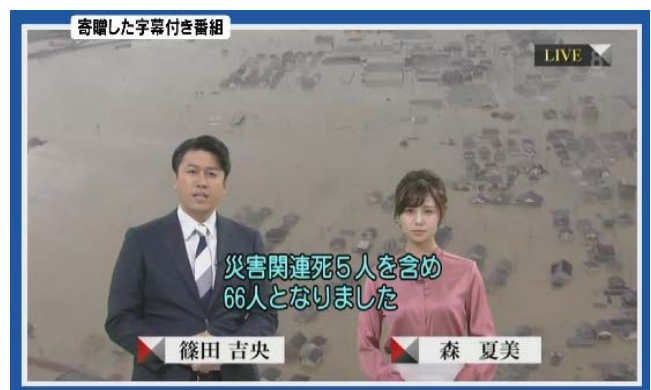 寄贈した字幕付き番組
LIVE
災害関連死５人を含め
66人となりました
篠田 吉央
森 夏美